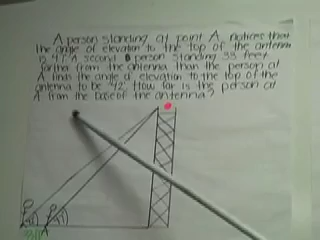 A person standing at point A notices that
the angle of elevation to the top of the antenna
is 47° A second person standing 33 feet
farther from the antenna than the person at
A finds the angle of elevation to the top of the
antenna to be 42° How far is the person at
A from the base of the antenna?
33ft A